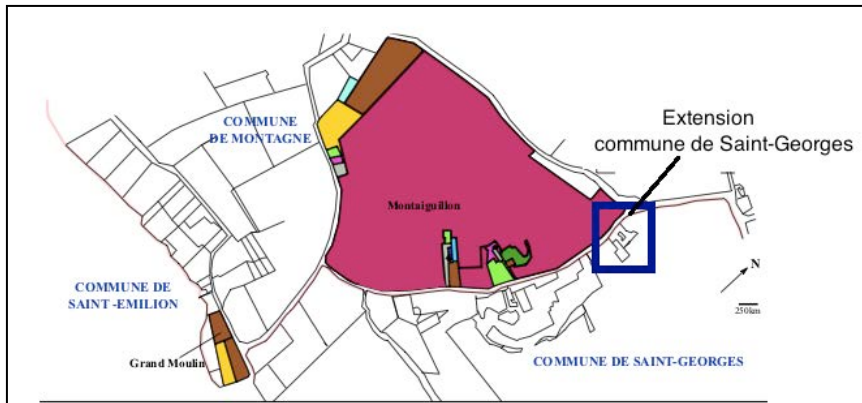 Extension
commune de Saint-Georges
COMMUNE
DE MONTAGNE
Montaiguillon
COMMUNE DE
SAINT -EMILION
N
250km
Grand Moulin
COMMUNE DE SAINT-GEORGES